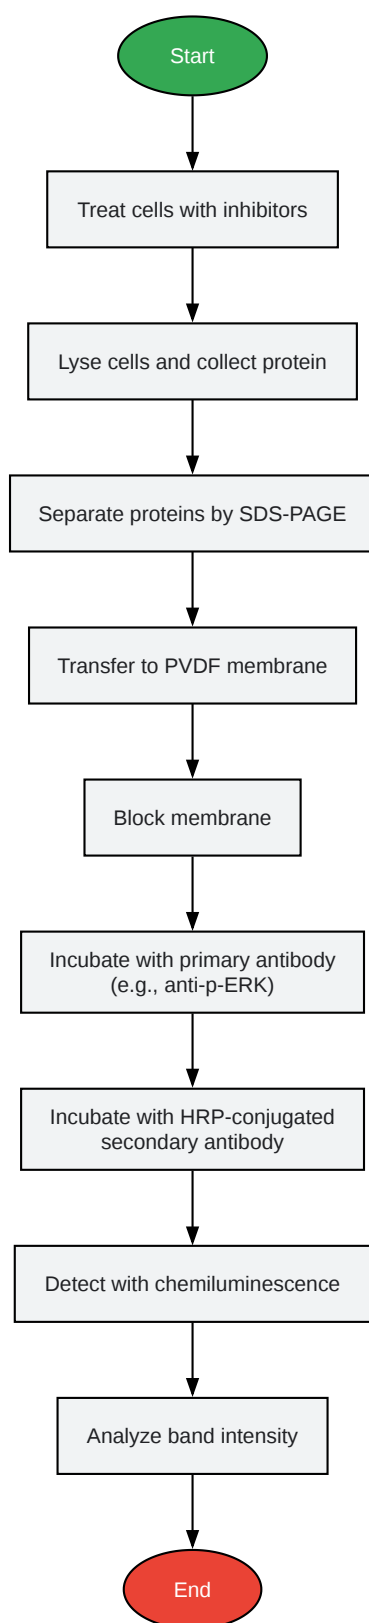 Start
Treat cells with inhibitors
Lyse cells and collect protein
Separate proteins by SDS-PAGE
Transfer to PVDF membrane
Block membrane
Incubate with primary antibody
(e.g., anti-p-ERK)
Incubate with HRP-conjugated
secondary antibody
Detect with chemiluminescence
Analyze band intensity
End